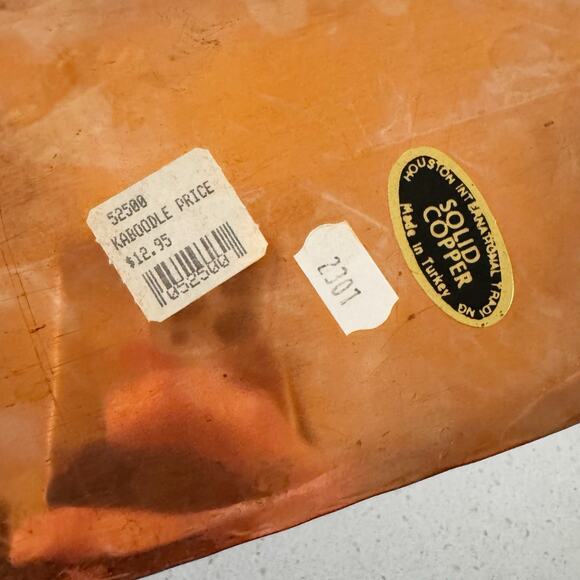 52500
KABOODLE PRICE
$12.95
052500
2307
HOUSTON INTERNATIONAL TRADING
SOLID
COPPER
Made In Turkey